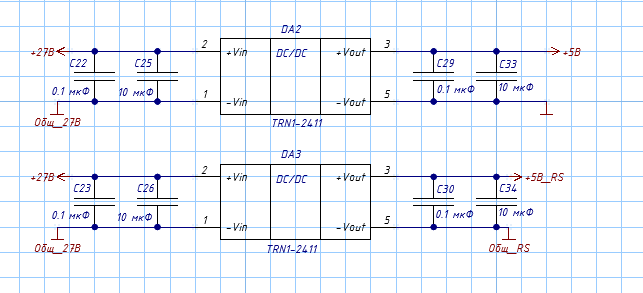 DA2
+27В 2 +Vin DC/DC +Vout 3 +5В
C22 C25 C29 C33
0.1 мкФ 10 мкФ 0.1 мкФ 10 мкФ
1 -Vin -Vout 5
Общ_27В
TRN1-2411
DA3
+27В 2 +Vin DC/DC +Vout 3 +5В_RS
C23 C26 C30 C34
0.1 мкФ 10 мкФ 0.1 мкФ 10 мкФ
1 -Vin -Vout 5
Общ_27В Общ_RS
TRN1-2411